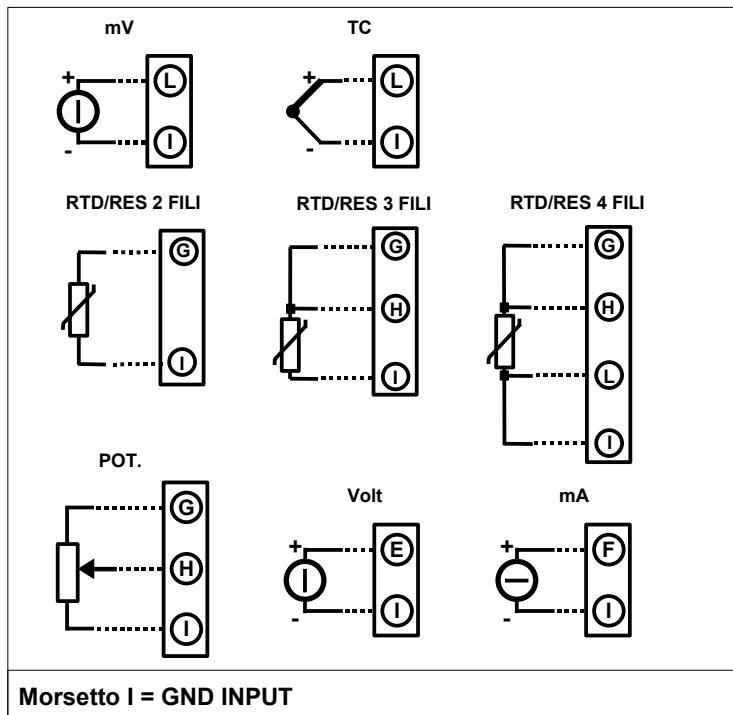 mV
TC
+
L
-
I
+
L
-
I
RTD/RES 2 FILI
RTD/RES 3 FILI
RTD/RES 4 FILI
G
I
G
H
I
G
H
L
I
POT.
G
H
I
Volt
+
E
-
I
mA
+
F
-
I
Morsetto I = GND INPUT